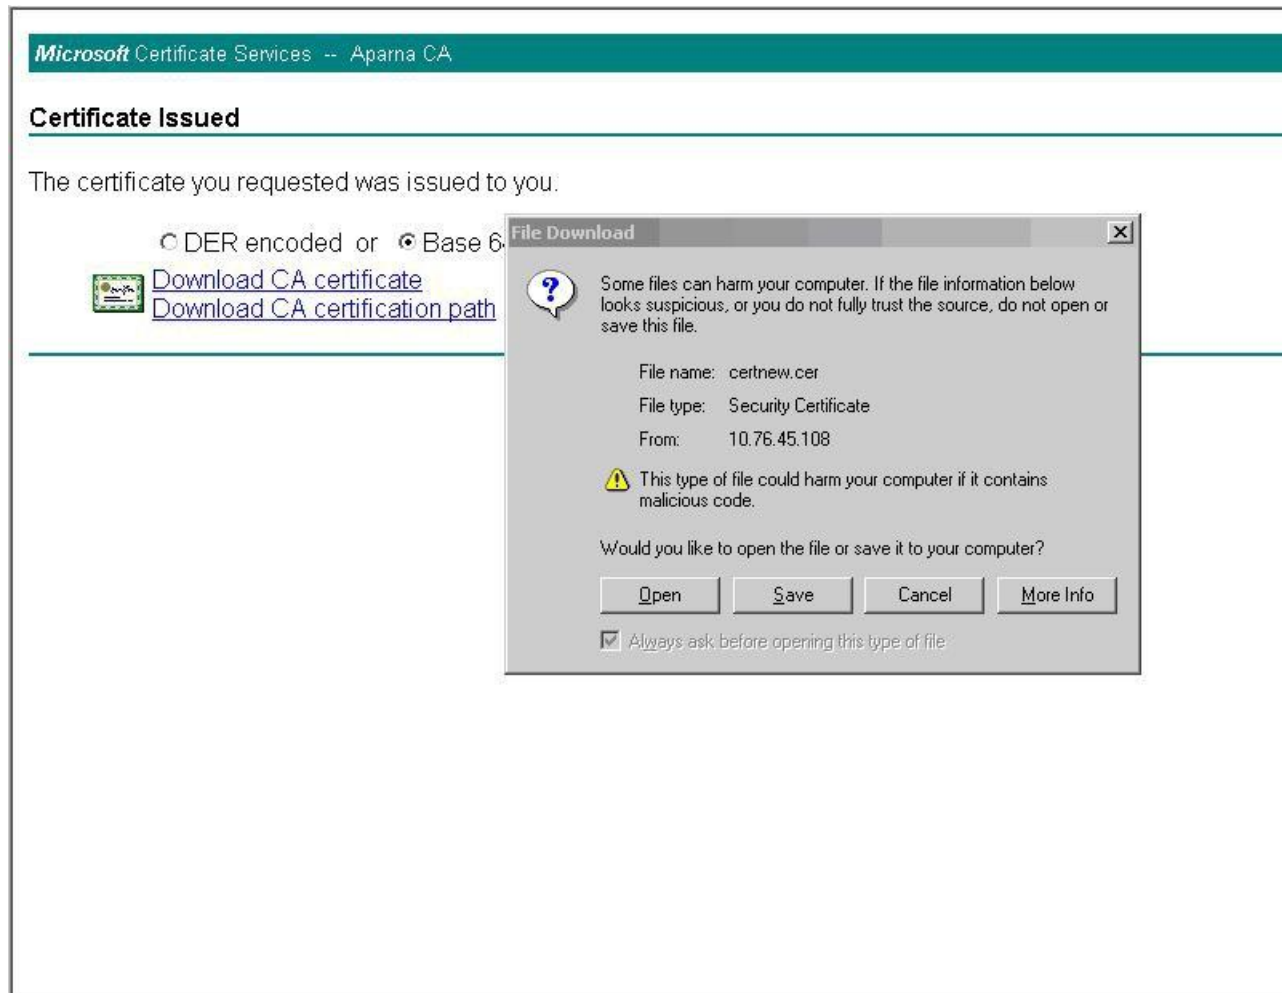 Microsoft Certificate Services -- Aparna CA
Certificate Issued
The certificate you requested was issued to you.
DER encoded or Base 6
Download CA certificate
Download CA certification path
File Download
Some files can harm your computer. If the file information below
looks suspicious, or you do not fully trust the source, do not open or
save this file.
File name: certnew.cer
File type: Security Certificate
From: 10.76.45.108
This type of file could harm your computer if it contains
malicious code.
Would you like to open the file or save it to your computer?
Open Save Cancel More Info
Always ask before opening this type of file